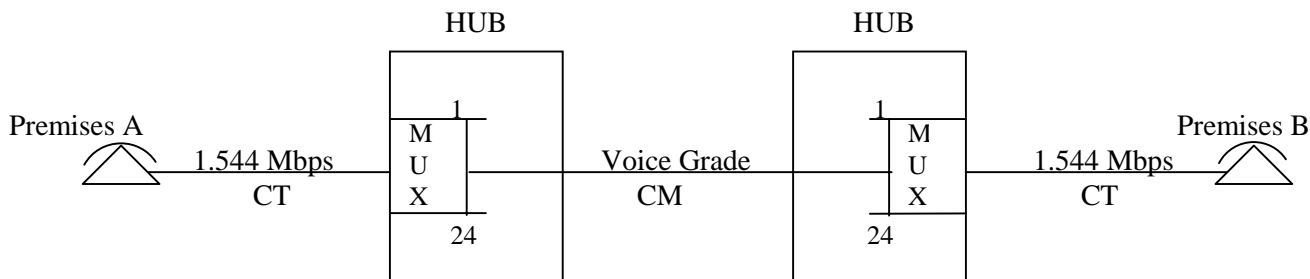 HUB
HUB
Premises A
1.544 Mbps
CT
1
M
U
X
24
Voice Grade
CM
1
M
U
X
24
1.544 Mbps
CT
Premises B